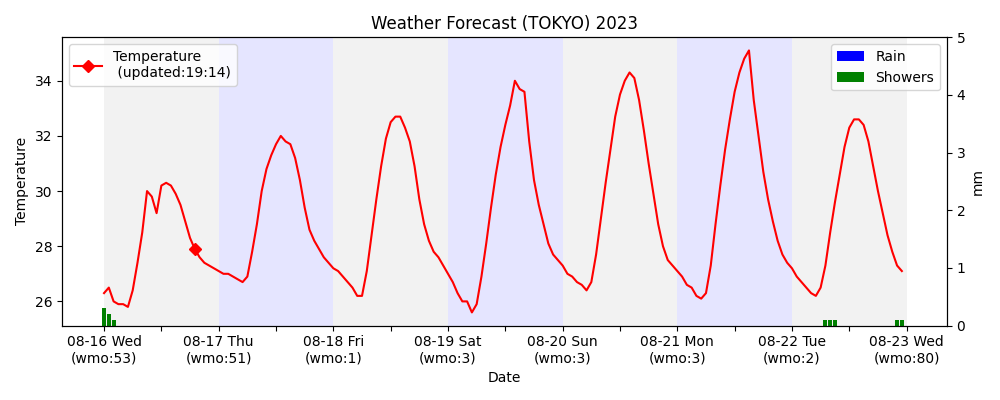 Weather Forecast (TOKYO) 2023
Temperature
(updated:19:14)
Rain
Showers
Temperature
34
32
30
28
26
5
4
3
2
1
0
mm
08-16 Wed
(wmo:53)
08-17 Thu
(wmo:51)
08-18 Fri
(wmo:1)
08-19 Sat
(wmo:3)
08-20 Sun
(wmo:3)
08-21 Mon
(wmo:3)
08-22 Tue
(wmo:2)
08-23 Wed
(wmo:80)
Date